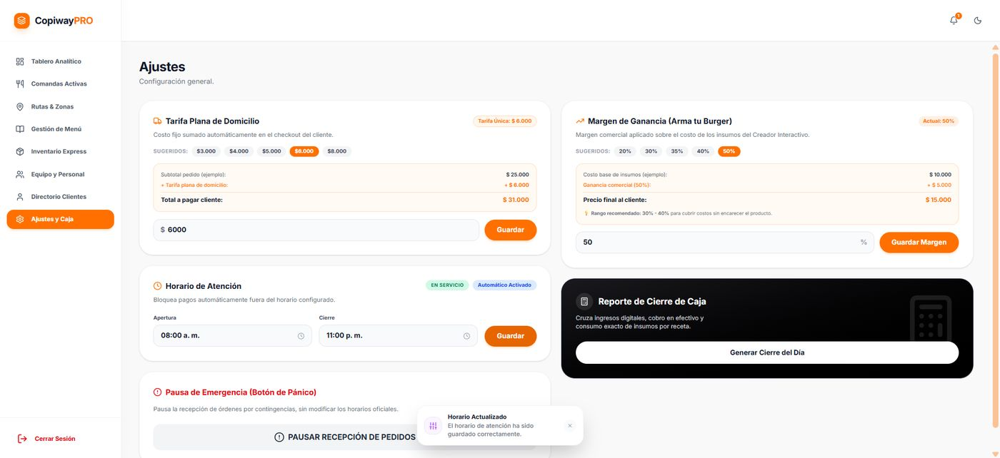 CopiwayPRO
1
Tablero Analítico
Comandas Activas
Rutas & Zonas
Gestión de Menú
Inventario Express
Equipo y Personal
Directorio Clientes
Ajustes y Caja
Cerrar Sesión
Ajustes
Configuración general.
Tarifa Plana de Domicilio
Tarifa Única: $ 6.000
Costo fijo sumado automáticamente en el checkout del cliente.
SUGERIDOS: $3.000 $4.000 $5.000 $6.000 $8.000
Subtotal pedido (ejemplo): $ 25.000
+ Tarifa plana de domicilio: + $ 6.000
Total a pagar cliente: $ 31.000
$ 6000
Guardar
Horario de Atención
EN SERVICIO
Automático Activado
Bloquea pagos automáticamente fuera del horario configurado.
Apertura Cierre
08:00 a. m. 11:00 p. m. Guardar
Pausa de Emergencia (Botón de Pánico)
Pausa la recepción de órdenes por contingencias, sin modificar los horarios oficiales.
PAUSAR RECEPCIÓN DE PEDIDOS
Margen de Ganancia (Arma tu Burger)
Actual: 50%
Margen comercial aplicado sobre el costo de los insumos del Creador Interactivo.
SUGERIDOS: 20% 30% 35% 40% 50%
Costo base de insumos (ejemplo): $ 10.000
Ganancia comercial (50%): + $ 5.000
Precio final al cliente: $ 15.000
Rango recomendado: 30% - 40% para cubrir costos sin encarecer el producto.
50 %
Guardar Margen
Reporte de Cierre de Caja
Cruza ingresos digitales, cobro en efectivo y
consumo exacto de insumos por receta.
Generar Cierre del Día
Horario Actualizado
El horario de atención ha sido
guardado correctamente.